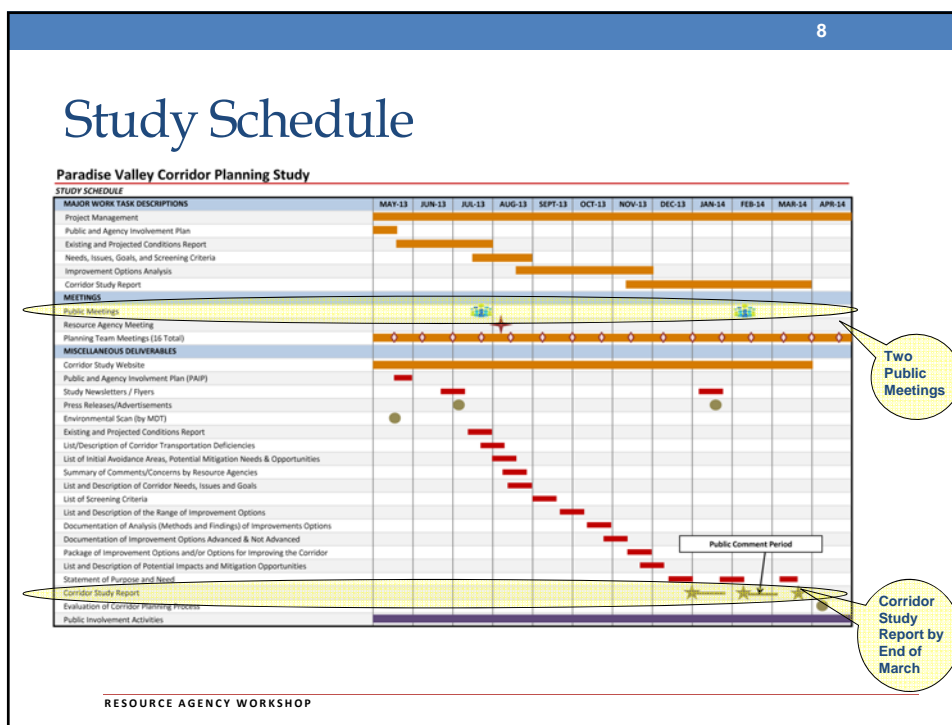 8
Study Schedule
Paradise Valley Corridor Planning Study
STUDY SCHEDULE
MAJOR WORK TASK DESCRIPTIONS MAY-13 JUN-13 JUL-13 AUG-13 SEPT-13 OCT-13 NOV-13 DEC-13 JAN-14 FEB-14 MAR-14 APR-14
Project Management
Public and Agency Involvement Plan
Existing and Projected Conditions Report
Needs, Issues, Goals, and Screening Criteria
Improvement Options Analysis
Corridor Study Report
MEETINGS
Public Meetings
Resource Agency Meeting
Planning Team Meetings (16 Total)
Two
Public
Meetings
MISCELLANEOUS DELIVERABLES
Corridor Study Website
Public and Agency Involvment Plan (PAIP)
Study Newsletters / Flyers
Press Releases/Advertisements
Environmental Scan (by MDT)
Existing and Projected Conditions Report
List/Description of Corridor Transportation Deficiencies
List of Initial Avoidance Areas, Potential Mitigation Needs & Opportunities
Summary of Comments/Concerns by Resource Agencies
List and Description of Corridor Needs, Issues and Goals
List of Screening Criteria
List and Description of the Range of Improvement Options
Documentation of Analysis (Methods and Findings) of Improvements Options
Documentation of Improvement Options Advanced & Not Advanced
Public Comment Period
Package of Improvement Options and/or Options for Improving the Corridor
List and Description of Potential Impacts and Mitigation Opportunities
Statement of Purpose and Need
Corridor Study Report
Evaluation of Corridor Planning Process
Public Involvement Activities
Corridor
Study
Report by
End of
March
RESOURCE AGENCY WORKSHOP